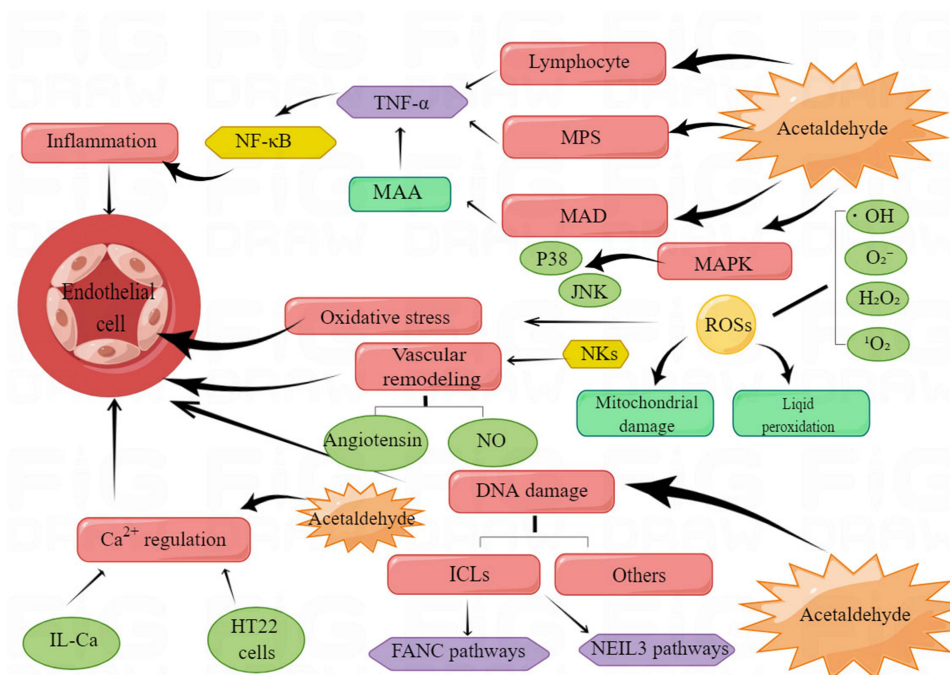 Lymphocyte
TNF-α
Acetaldehyde
MPS
Inflammation
NF-κB
MAA
MAD
· OH
P38
MAPK
O₂⁻
JNK
Endothelial
cell
H₂O₂
Oxidative stress
ROSs
¹O₂
Vascular
remodeling
NKs
Mitochondrial
damage
Liqid
peroxidation
Angiotensin
NO
DNA damage
Acetaldehyde
Ca²⁺ regulation
ICLs
Others
Acetaldehyde
IL-Ca
HT22
cells
FANC pathways
NEIL3 pathways
FIG
DRAW